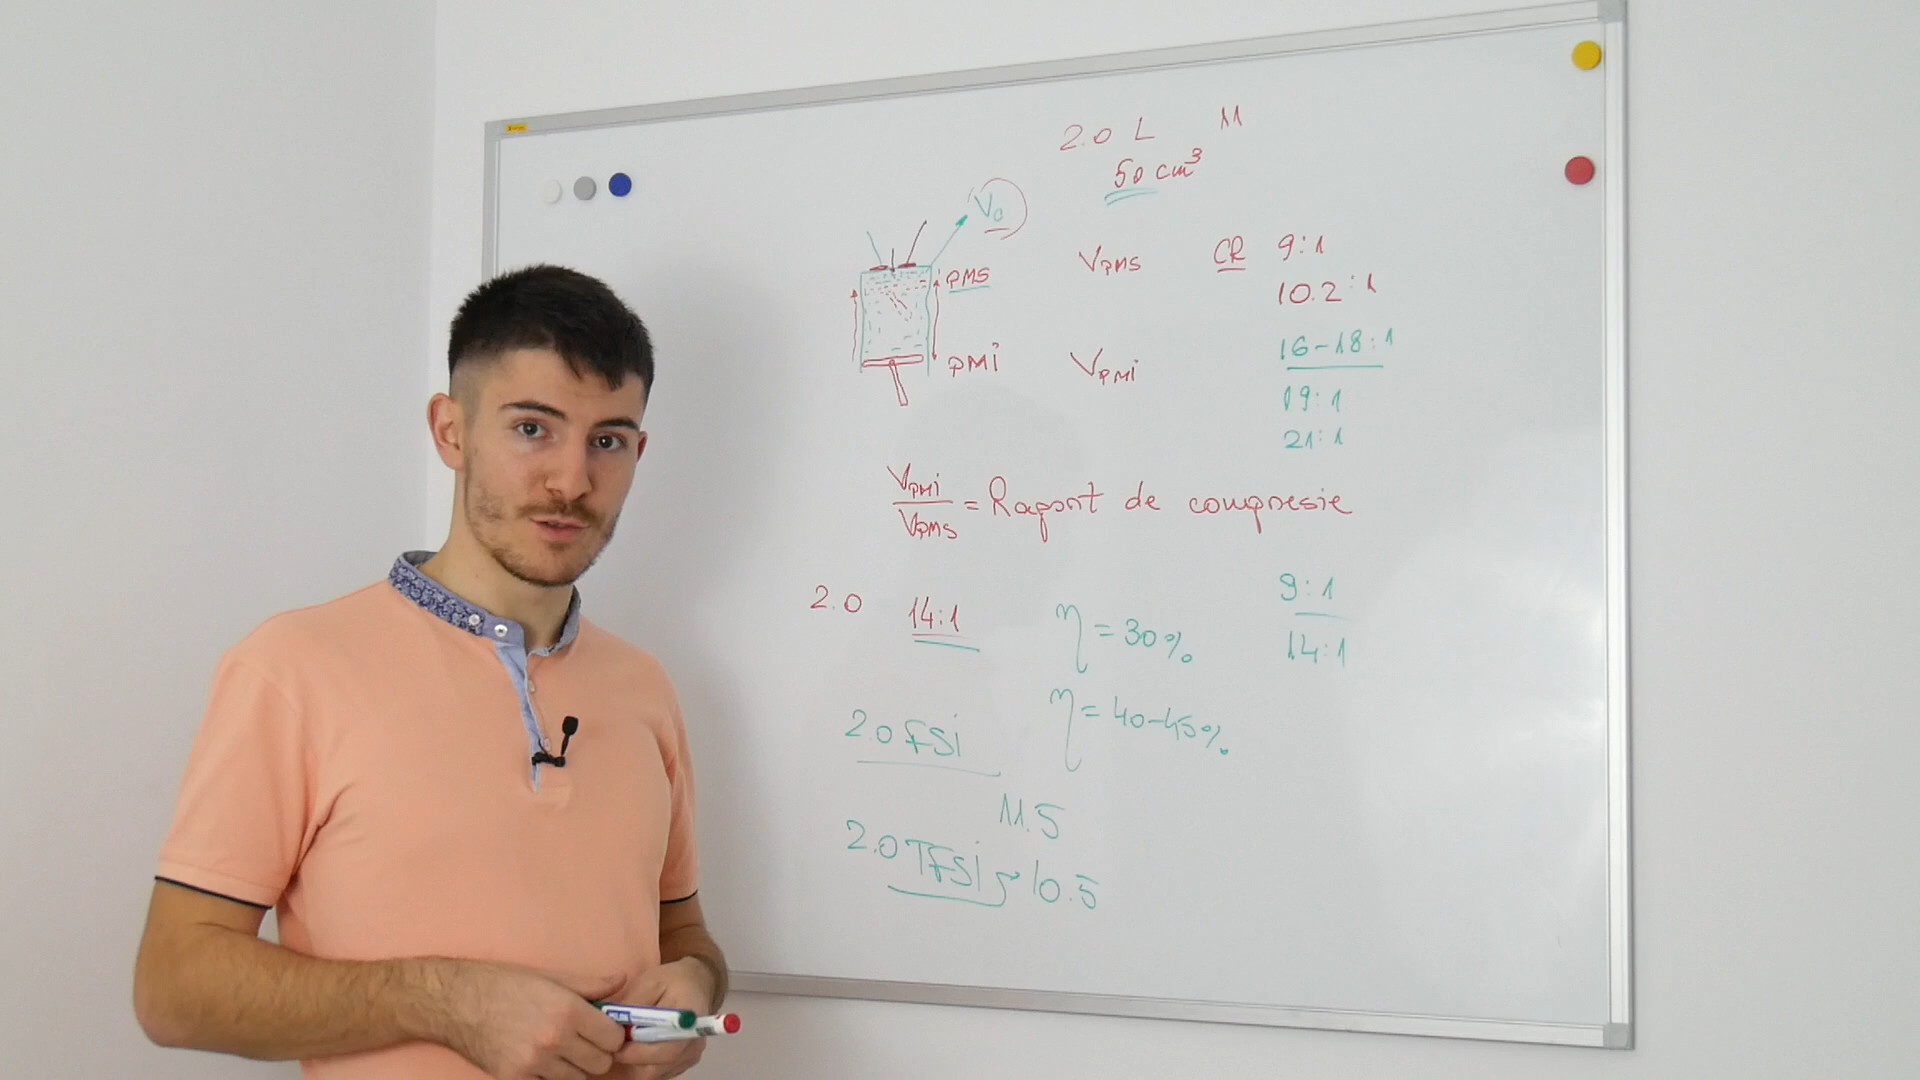 2.0 L 11
50 cm³
Vc
PMS VPMS CR 9:1
10.2:1
16-18:1
PMI VPMI
19:1
21:1
VPMI
VPMS = Raport de compresie
2.0 14:1 η = 30% 9:1
14:1
2.0 FSI η = 40-45%
11.5
2.0 TFSI 10.5